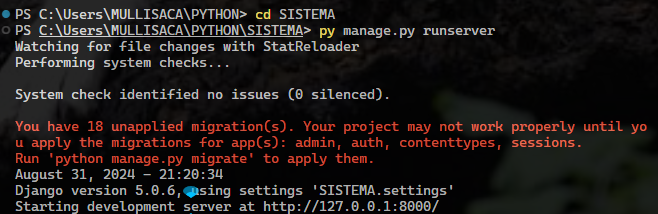 PS C:\Users\MULLISACA\PYTHON> cd SISTEMA
PS C:\Users\MULLISACA\PYTHON\SISTEMA> py manage.py runserver
Watching for file changes with StatReloader
Performing system checks...
System check identified no issues (0 silenced).
You have 18 unapplied migration(s). Your project may not work properly until yo
u apply the migrations for app(s): admin, auth, contenttypes, sessions.
Run 'python manage.py migrate' to apply them.
August 31, 2024 - 21:20:34
Django version 5.0.6, using settings 'SISTEMA.settings'
Starting development server at http://127.0.0.1:8000/